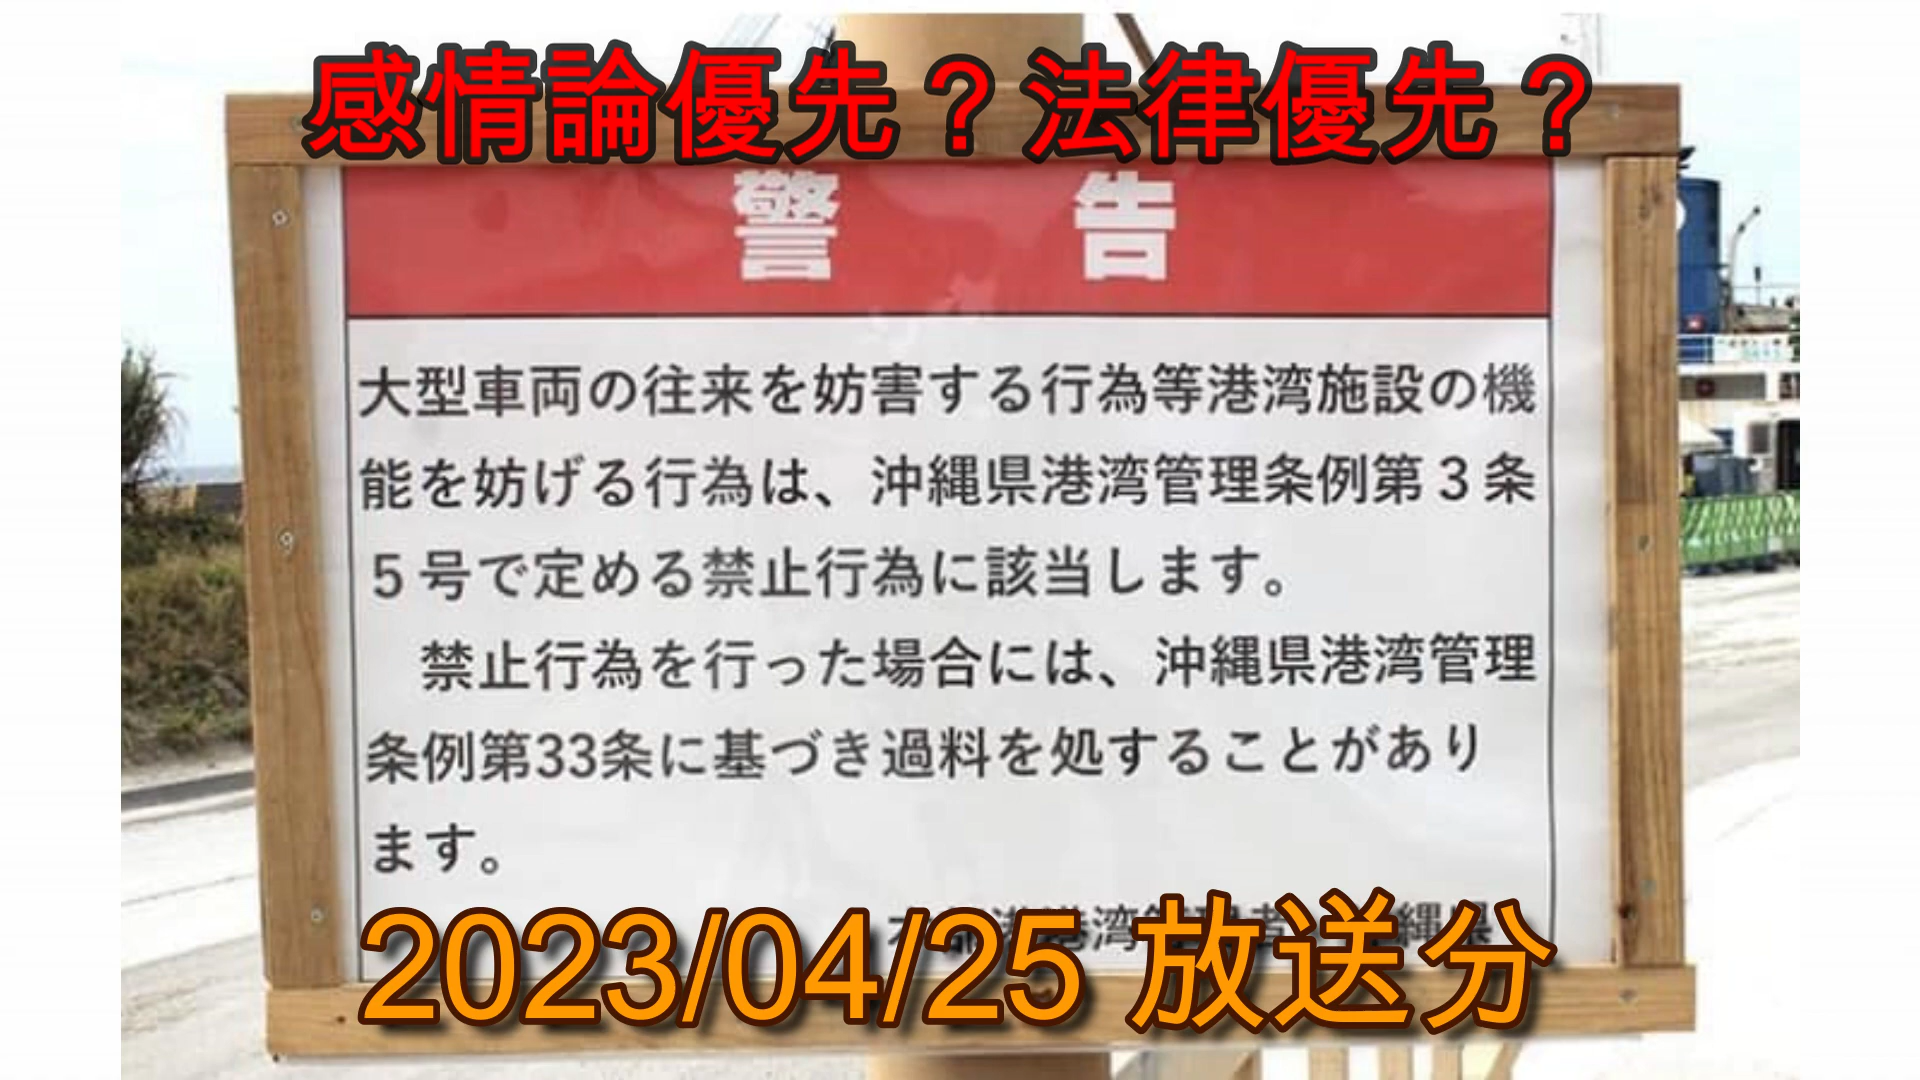 感情論優先？法律優先？
警告
大型車両の往来を妨害する行為等港湾施設の機
能を妨げる行為は、沖縄県港湾管理条例第３条
５号で定める禁止行為に該当します。
禁止行為を行った場合には、沖縄県港湾管理
条例第33条に基づき過料を処することがあり
ます。
2023/04/25 放送分